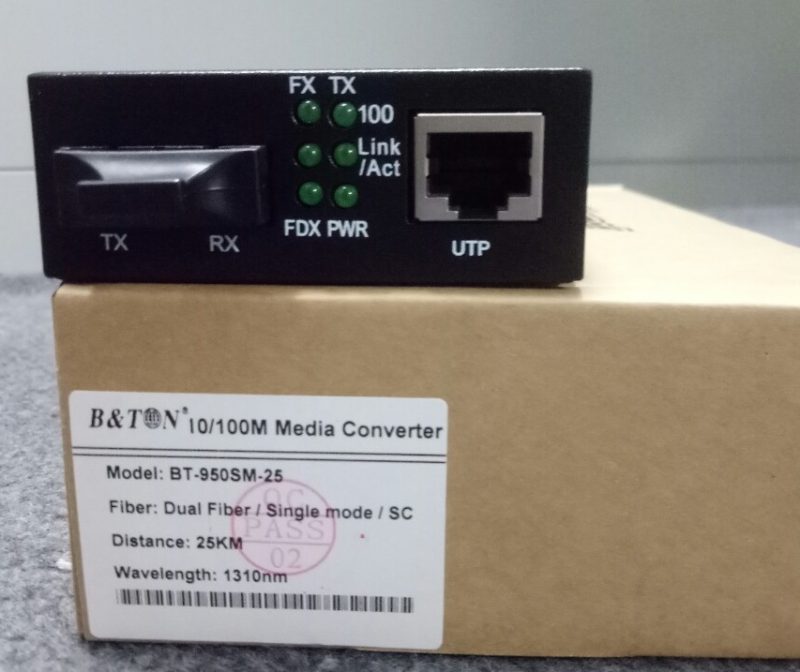 FX TX
100
Link
/Act
FDX PWR
TX RX
UTP
B&TON® 10/100M Media Converter
Model: BT-950SM-25
Fiber: Dual Fiber / Single mode / SC
Distance: 25KM
Wavelength: 1310nm
QC
PASS
02